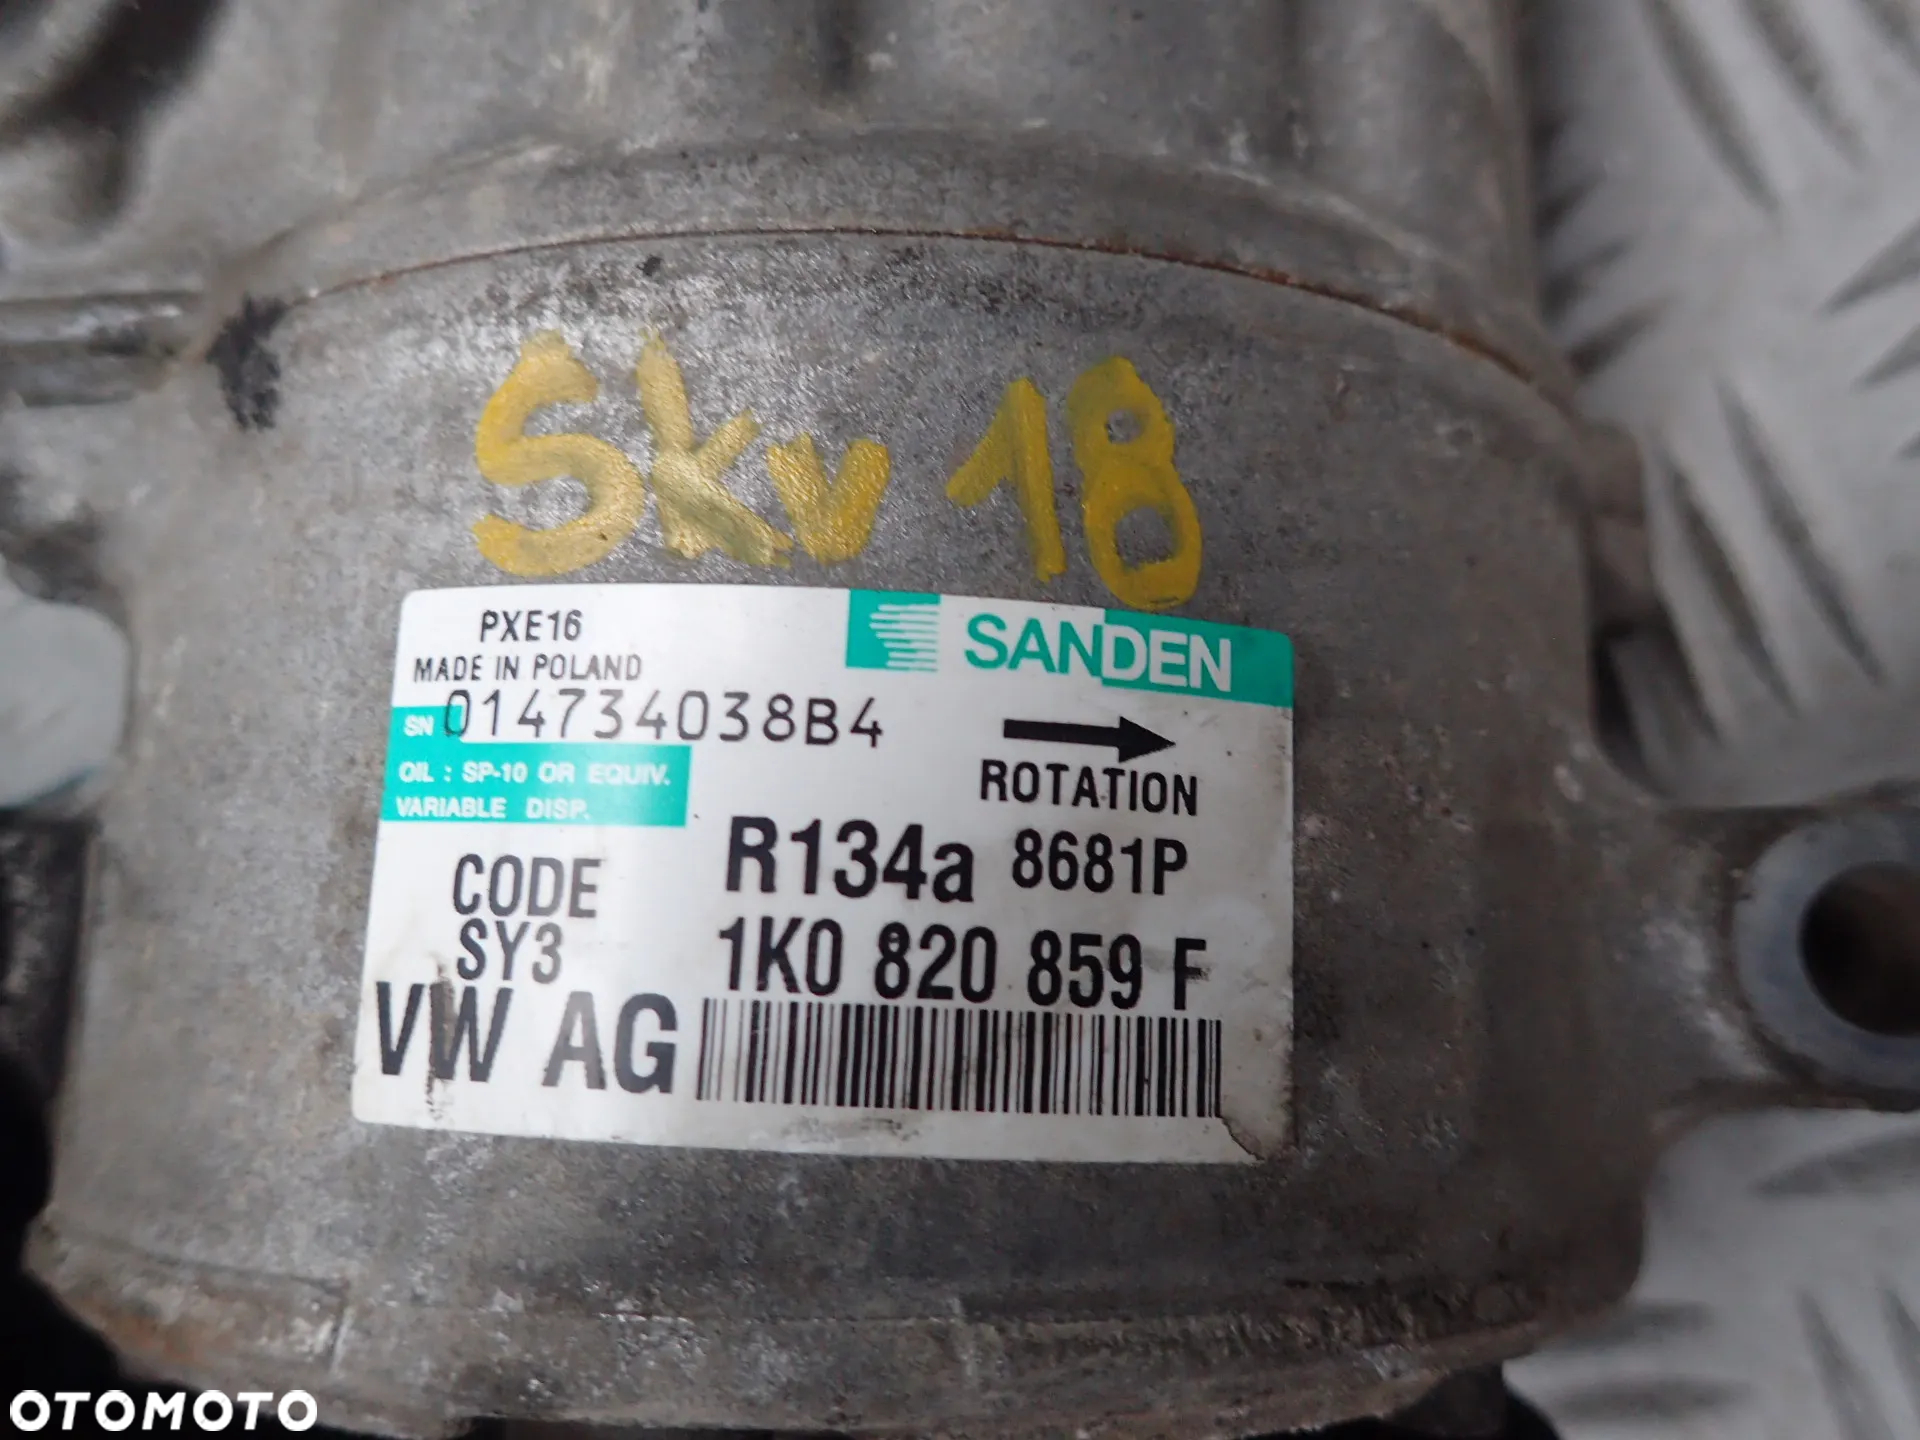 Skv 18
PXE16
MADE IN POLAND
SANDEN
SN 014734038B4
ROTATION
OIL : SP-10 OR EQUIV.
VARIABLE DISP.
R134a 8681P
CODE
SY3
1K0 820 859 F
VW AG
OTOMOTO